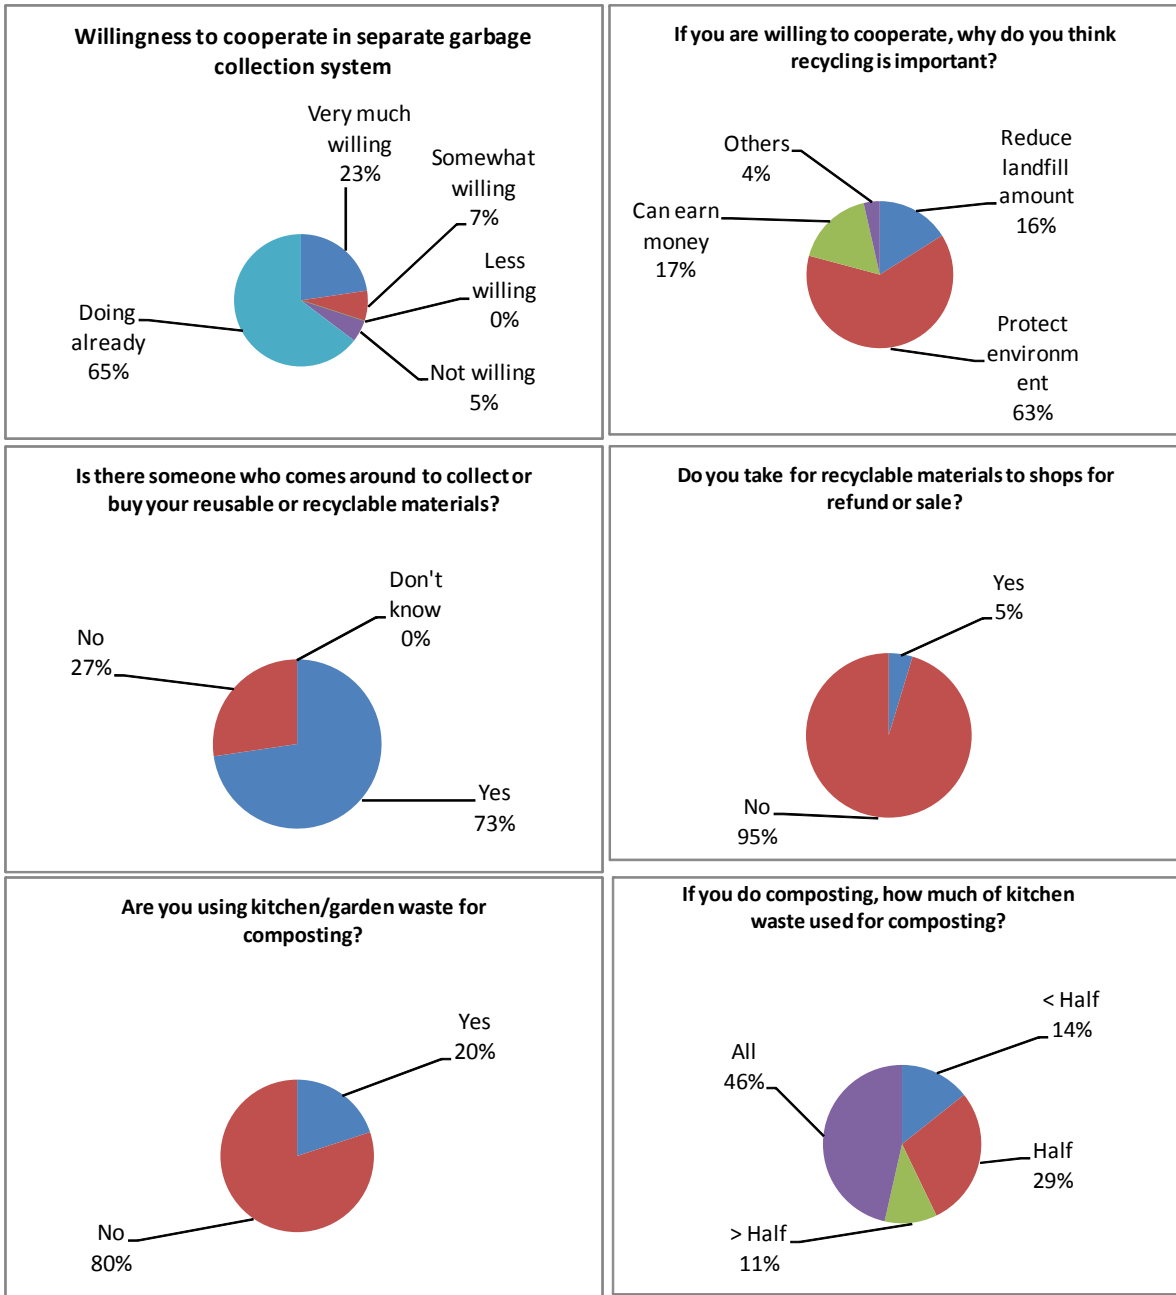 Willingness to cooperate in separate garbage
collection system
Very much
willing
23%
Somewhat
willing
7%
Less
willing
0%
Not willing
5%
Doing
already
65%
If you are willing to cooperate, why do you think
recycling is important?
Others
4%
Reduce
landfill
amount
16%
Can earn
money
17%
Protect
environm
ent
63%
Is there someone who comes around to collect or
buy your reusable or recyclable materials?
Don't
know
0%
No
27%
Yes
73%
Do you take for recyclable materials to shops for
refund or sale?
Yes
5%
No
95%
Are you using kitchen/garden waste for
composting?
Yes
20%
No
80%
If you do composting, how much of kitchen
waste used for composting?
< Half
14%
All
46%
Half
29%
> Half
11%